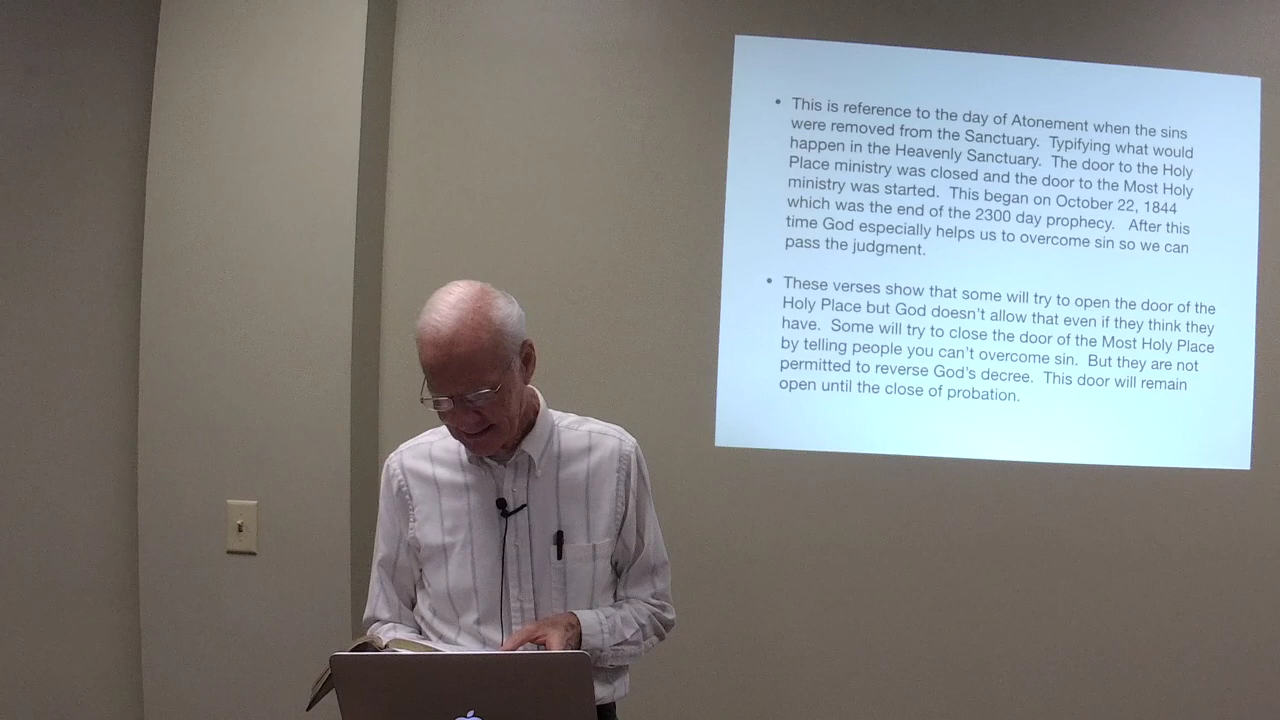 • This is reference to the day of Atonement when the sins
were removed from the Sanctuary.  Typifying what would
happen in the Heavenly Sanctuary.  The door to the Holy
Place ministry was closed and the door to the Most Holy
ministry was started.  This began on October 22, 1844
which was the end of the 2300 day prophecy.   After this
time God especially helps us to overcome sin so we can
pass the judgment.
• These verses show that some will try to open the door of the
Holy Place but God doesn't allow that even if they think they
have.  Some will try to close the door of the Most Holy Place
by telling people you can't overcome sin.  But they are not
permitted to reverse God's decree.  This door will remain
open until the close of probation.